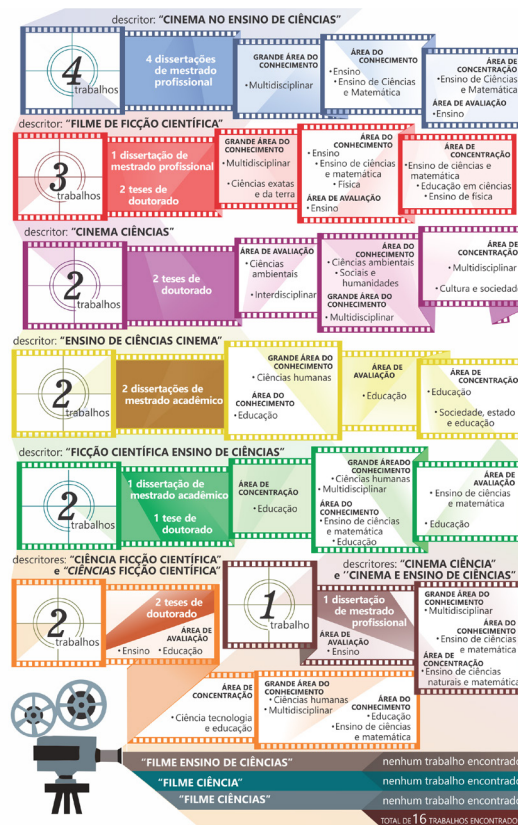 descritor: "CINEMA NO ENSINO DE CIÊNCIAS"
4
trabalhos
4 dissertações
de mestrado
profissional
GRANDE ÁREA DO
CONHECIMENTO
• Multidisciplinar
ÁREA DO
CONHECIMENTO
• Ensino
• Ensino de Ciências
e Matemática
ÁREA DE
CONCENTRAÇÃO
• Ensino de Ciências
e Matemática
ÁREA DE AVALIAÇÃO
• Ensino
descritor: "FILME DE FICÇÃO CIENTÍFICA"
3
trabalhos
1 dissertação de
mestrado profissional
2 teses de
doutorado
GRANDE ÁREA DO
CONHECIMENTO
• Multidisciplinar
• Ciências exatas
e da terra
ÁREA DO
CONHECIMENTO
• Ensino
• Ensino de ciências
e matemática
• Física
ÁREA DE AVALIAÇÃO
• Ensino
ÁREA DE
CONCENTRAÇÃO
• Ensino de ciências e
matemática
• Educação em ciências
• Ensino de física
descritor: "CINEMA CIÊNCIAS"
2
trabalhos
2 teses de
doutorado
ÁREA DE AVALIAÇÃO
• Ciências
ambientais
• Interdisciplinar
ÁREA DO
CONHECIMENTO
• Ciências ambientais
• Sociais e
humanidades
GRANDE ÁREA DO
CONHECIMENTO
• Multidisciplinar
ÁREA DE
CONCENTRAÇÃO
• Multidisciplinar
• Cultura e sociedade
descritor: "ENSINO DE CIÊNCIAS CINEMA"
2
trabalhos
2 dissertações de
mestrado acadêmico
GRANDE ÁREA DO
CONHECIMENTO
• Ciências humanas
ÁREA DO
CONHECIMENTO
• Educação
ÁREA DE
AVALIAÇÃO
• Educação
ÁREA DE
CONCENTRAÇÃO
• Educação
• Sociedade, estado
e educação
descritor: "FICÇÃO CIENTÍFICA ENSINO DE CIÊNCIAS"
2
trabalhos
1 dissertação de
mestrado acadêmico
1 tese de
doutorado
ÁREA DE
CONCENTRAÇÃO
• Educação
GRANDE ÁREADO
CONHECIMENTO
• Ciências humanas
• Multidisciplinar
ÁREA DO
CONHECIMENTO
• Ensino de ciências
e matemática
• Educação
ÁREA DE
AVALIAÇÃO
• Ensino de ciências
e matemática
• Educação
descritores: "CIÊNCIA FICÇÃO CIENTÍFICA"
e "CIÊNCIAS FICÇÃO CIENTÍFICA"
2
trabalhos
2 teses de
doutorado
ÁREA DE
AVALIAÇÃO
• Ensino • Educação
ÁREA DE
CONCENTRAÇÃO
• Ciência tecnologia
e educação
GRANDE ÁREA DO
CONHECIMENTO
• Ciências humanas
• Multidisciplinar
ÁREA DO
CONHECIMENTO
• Educação
• Ensino de ciências e
matemática
descritores: "CINEMA CIÊNCIA"
e ''CINEMA E ENSINO DE CIÊNCIAS"
1
trabalho
1 dissertação
de mestrado
profissional
ÁREA DE
AVALIAÇÃO
• Ensino
GRANDE ÁREA DO
CONHECIMENTO
• Multidisciplinar
ÁREA DO
CONHECIMENTO
• Ensino de ciências
e matemática
ÁREA DE
CONCENTRAÇÃO
• Ensino de ciências
naturais e matemática
"FILME ENSINO DE CIÊNCIAS" nenhum trabalho encontrado
"FILME CIÊNCIA" nenhum trabalho encontrado
"FILME CIÊNCIAS" nenhum trabalho encontrado
TOTAL DE 16 TRABALHOS ENCONTRADO